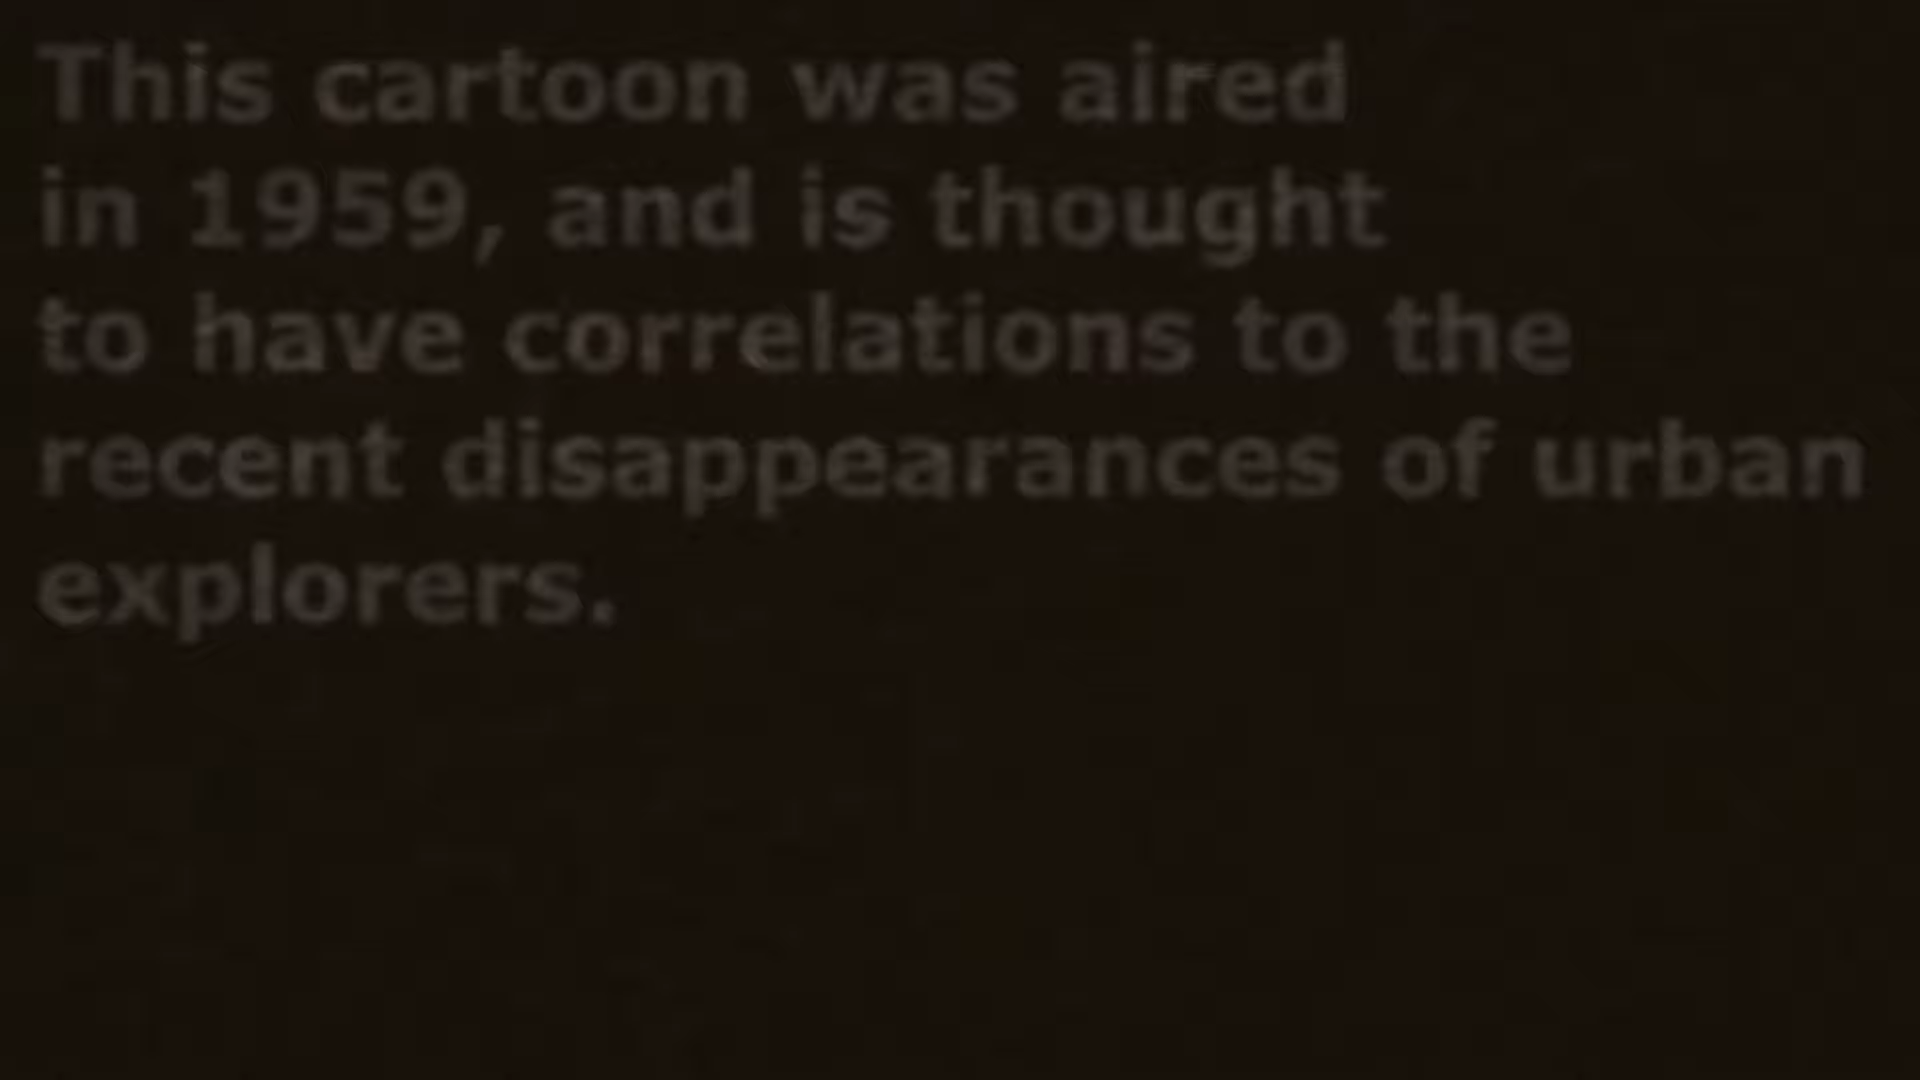 This cartoon was aired
in 1959, and is thought
to have correlations to the
recent disappearances of urban
explorers.